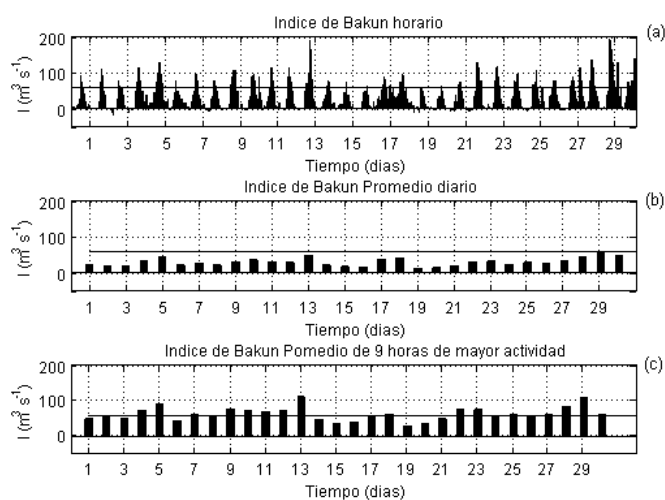 Indice de Bakun horario
(a)
I (m³ s⁻¹)
200
100
0
1 3 5 7 9 11 13 15 17 19 21 23 25 27 29
Tiempo (dias)
Indice de Bakun Promedio diario
(b)
I (m³ s⁻¹)
200
100
0
1 3 5 7 9 11 13 15 17 19 21 23 25 27 29
Tiempo (dias)
Indice de Bakun Pomedio de 9 horas de mayor actividad
(c)
I (m³ s⁻¹)
200
100
0
1 3 5 7 9 11 13 15 17 19 21 23 25 27 29
Tiempo (dias)